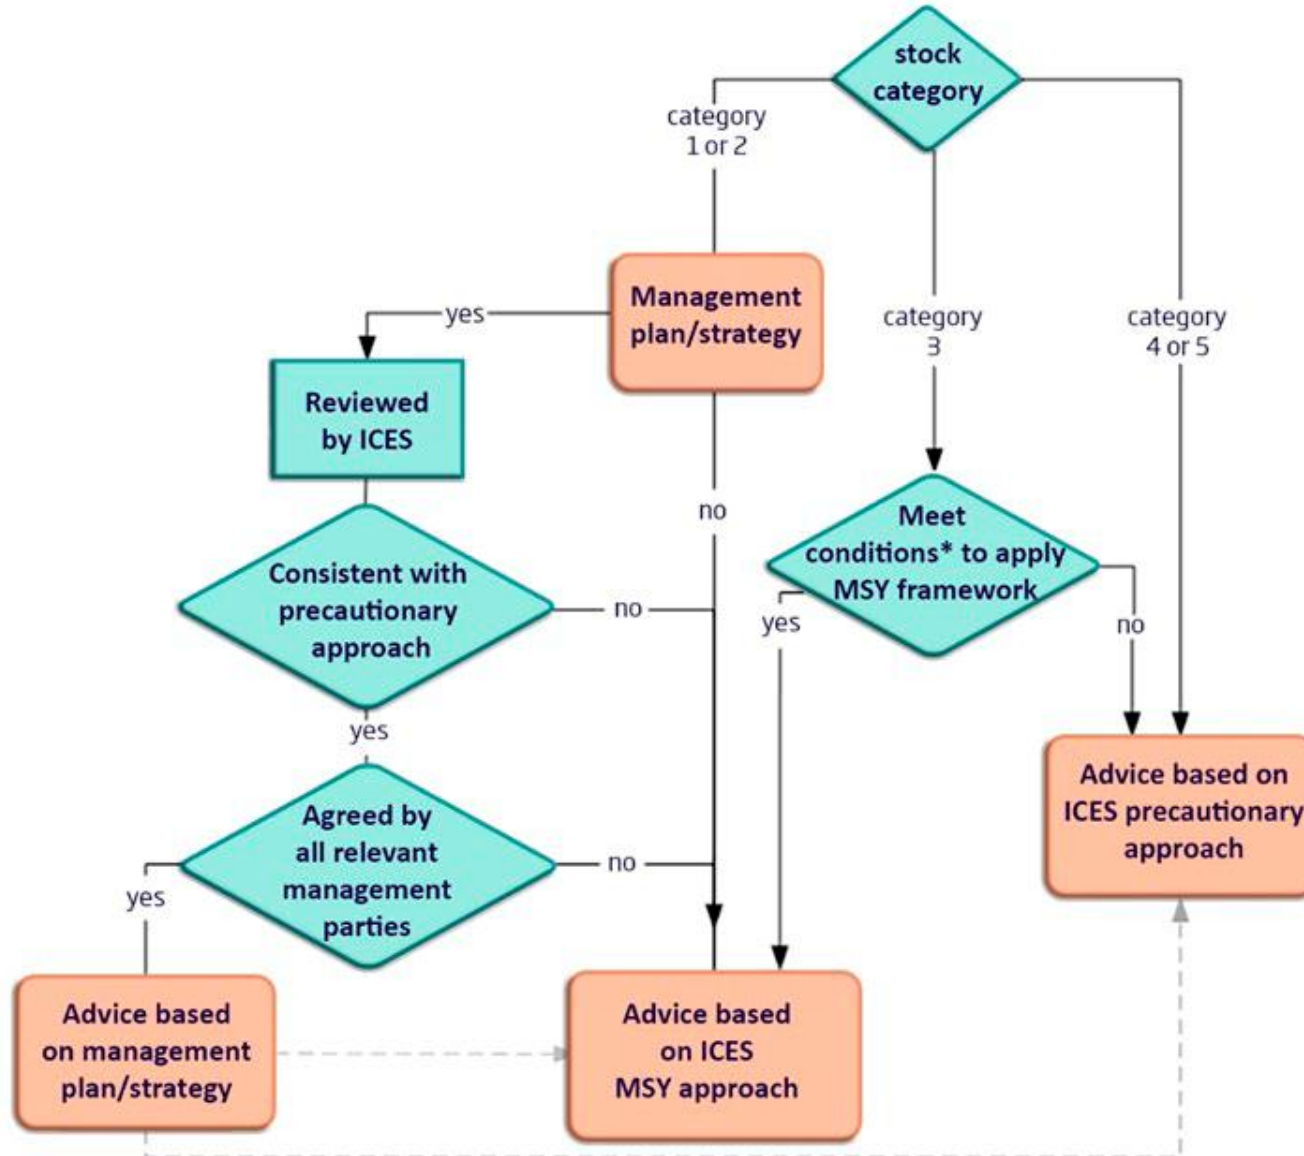 stock
category
category
1 or 2
Management
plan/strategy
yes
category
3
category
4 or 5
Reviewed
by ICES
no
Meet
conditions* to apply
MSY framework
Consistent with
precautionary
approach
no
yes
no
yes
Advice based on
ICES precautionary
approach
Agreed by
all relevant
management
parties
no
yes
Advice based
on management
plan/strategy
Advice based
on ICES
MSY approach